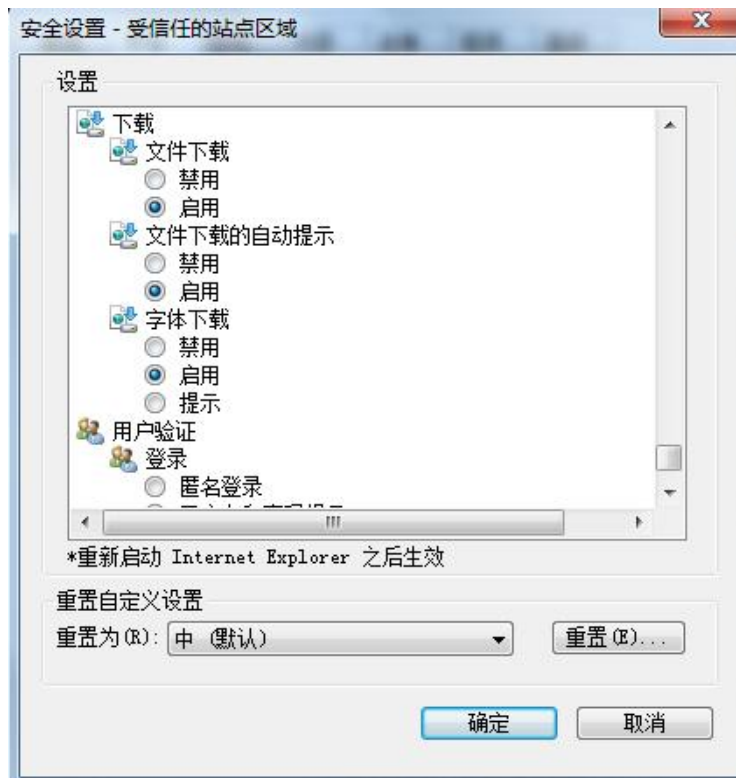 安全设置 - 受信任的站点区域
设置
下载
文件下载
禁用
启用
文件下载的自动提示
禁用
启用
字体下载
禁用
启用
提示
用户验证
登录
匿名登录
*重新启动 Internet Explorer 之后生效
重置自定义设置
重置为(R): 中 (默认) 重置(E)...
确定 取消